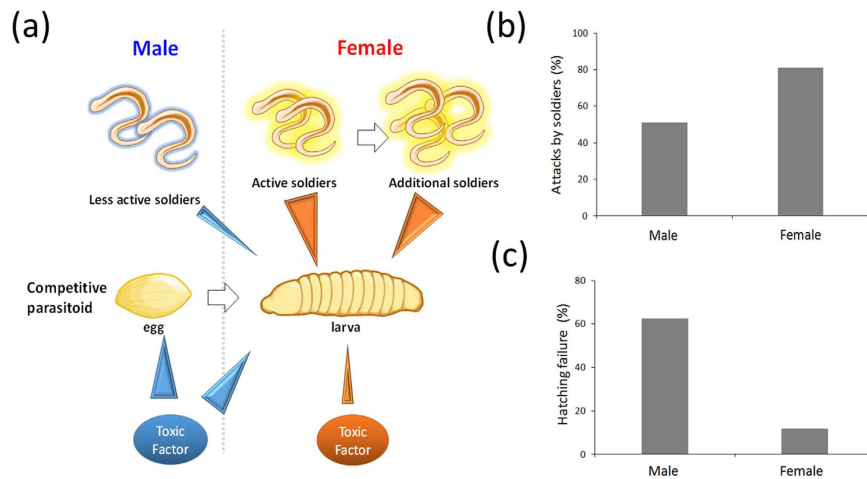 (a)
Male
Female
Less active soldiers
Active soldiers
Additional soldiers
Competitive
parasitoid
egg
larva
Toxic
Factor
Toxic
Factor
(b)
Attacks by soldiers (%)
100
80
60
40
20
0
Male
Female
(c)
Hatching failure (%)
80
60
40
20
0
Male
Female